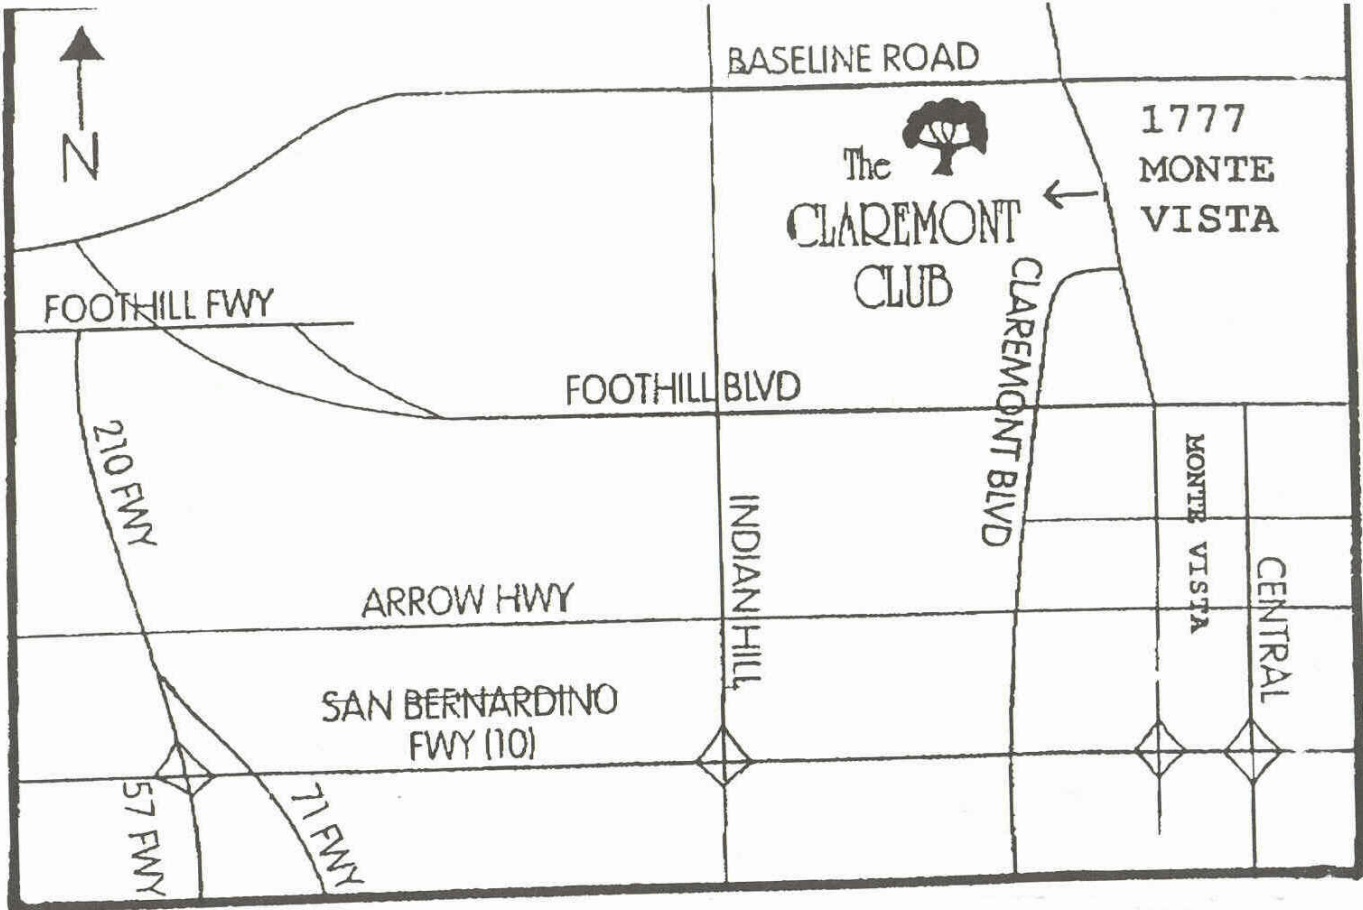 BASELINE ROAD
N
The
CLAREMONT
CLUB
1777
MONTE
VISTA
FOOTHILL FWY
CLAREMONT BLVD
FOOTHILL BLVD
210 FWY
MONTE VISTA
INDIAN HILL
CENTRAL
ARROW HWY
SAN BERNARDINO
FWY (10)
57 FWY
71 FWY